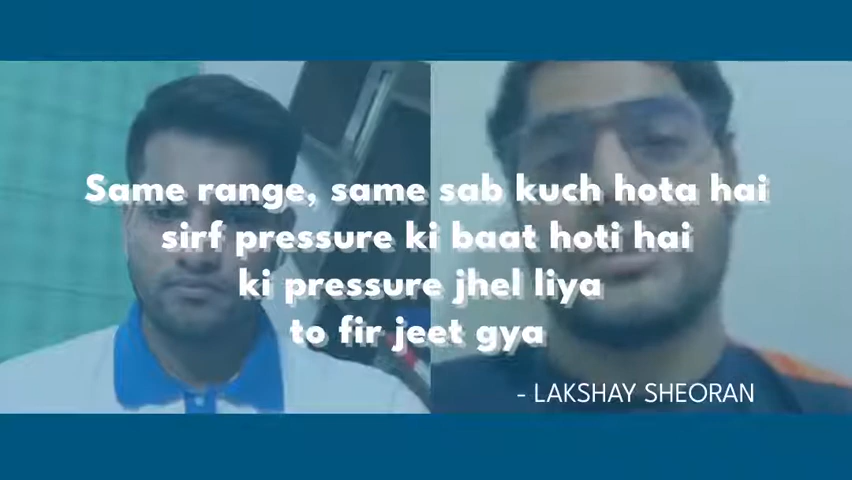 Same range, same sab kuch hota hai
sirf pressure ki baat hoti hai
ki pressure jhel liya
to fir jeet gya
- LAKSHAY SHEORAN